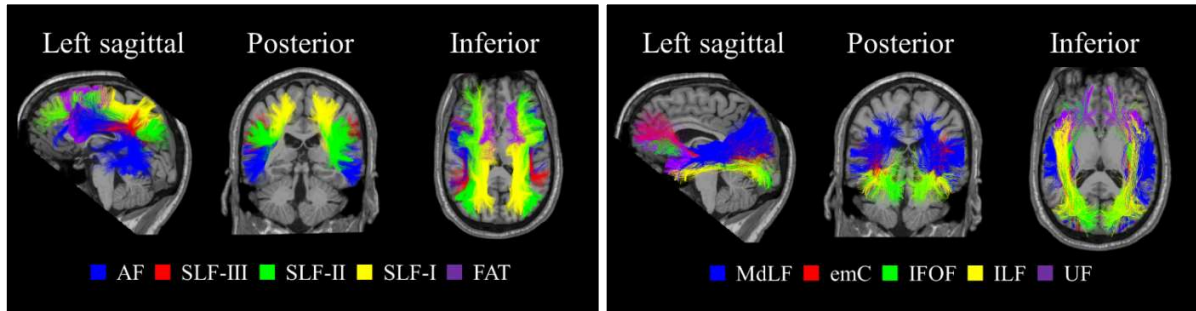 Left sagittal Posterior Inferior
AF SLF-III SLF-II SLF-I FAT
Left sagittal Posterior Inferior
MdLF emC IFOF ILF UF